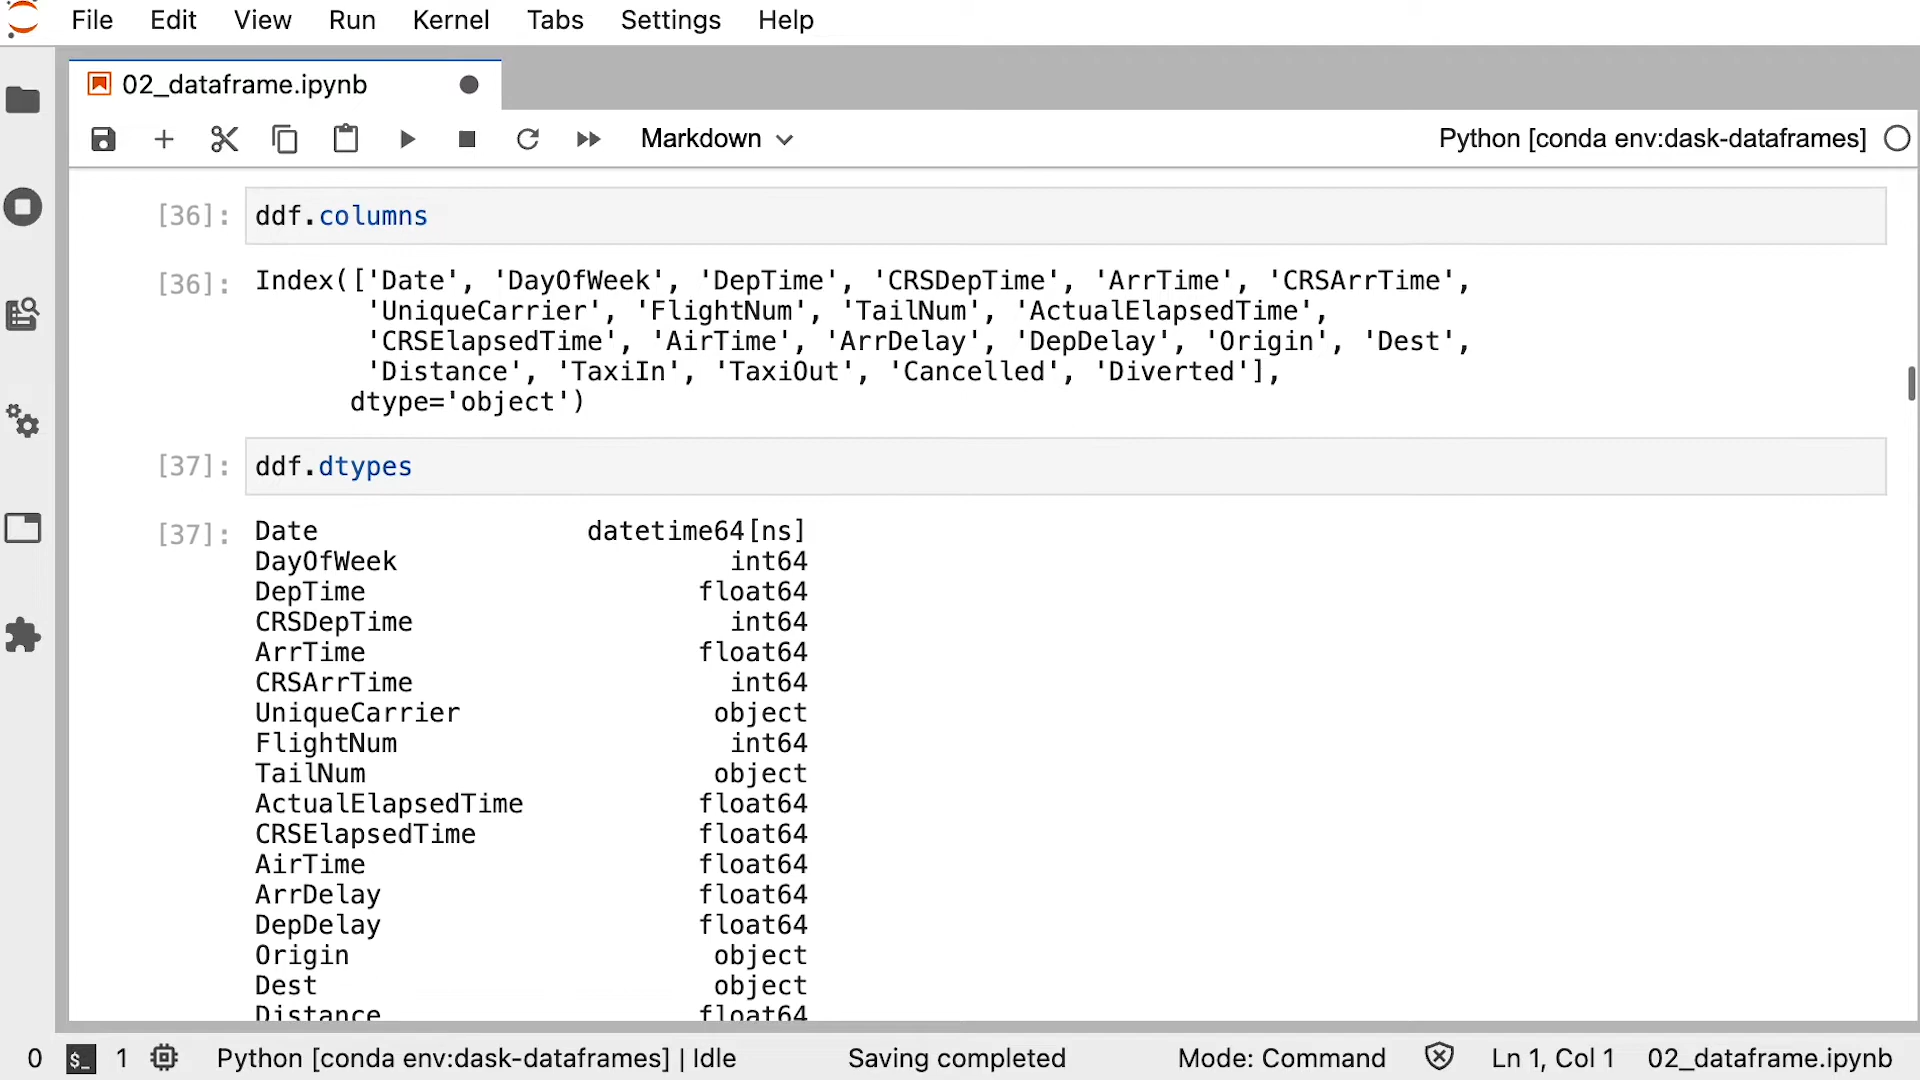 File Edit View Run Kernel Tabs Settings Help
02_dataframe.ipynb
Markdown Python [conda env:dask-dataframes]
[36]: ddf.columns
[36]: Index(['Date', 'DayOfWeek', 'DepTime', 'CRSDepTime', 'ArrTime', 'CRSArrTime',
'UniqueCarrier', 'FlightNum', 'TailNum', 'ActualElapsedTime',
'CRSElapsedTime', 'AirTime', 'ArrDelay', 'DepDelay', 'Origin', 'Dest',
'Distance', 'TaxiIn', 'TaxiOut', 'Cancelled', 'Diverted'],
dtype='object')
[37]: ddf.dtypes
[37]: Date datetime64[ns]
DayOfWeek int64
DepTime float64
CRSDepTime int64
ArrTime float64
CRSArrTime int64
UniqueCarrier object
FlightNum int64
TailNum object
ActualElapsedTime float64
CRSElapsedTime float64
AirTime float64
ArrDelay float64
DepDelay float64
Origin object
Dest object
Distance float64
0 $_ 1 Python [conda env:dask-dataframes] | Idle Saving completed Mode: Command Ln 1, Col 1 02_dataframe.ipynb